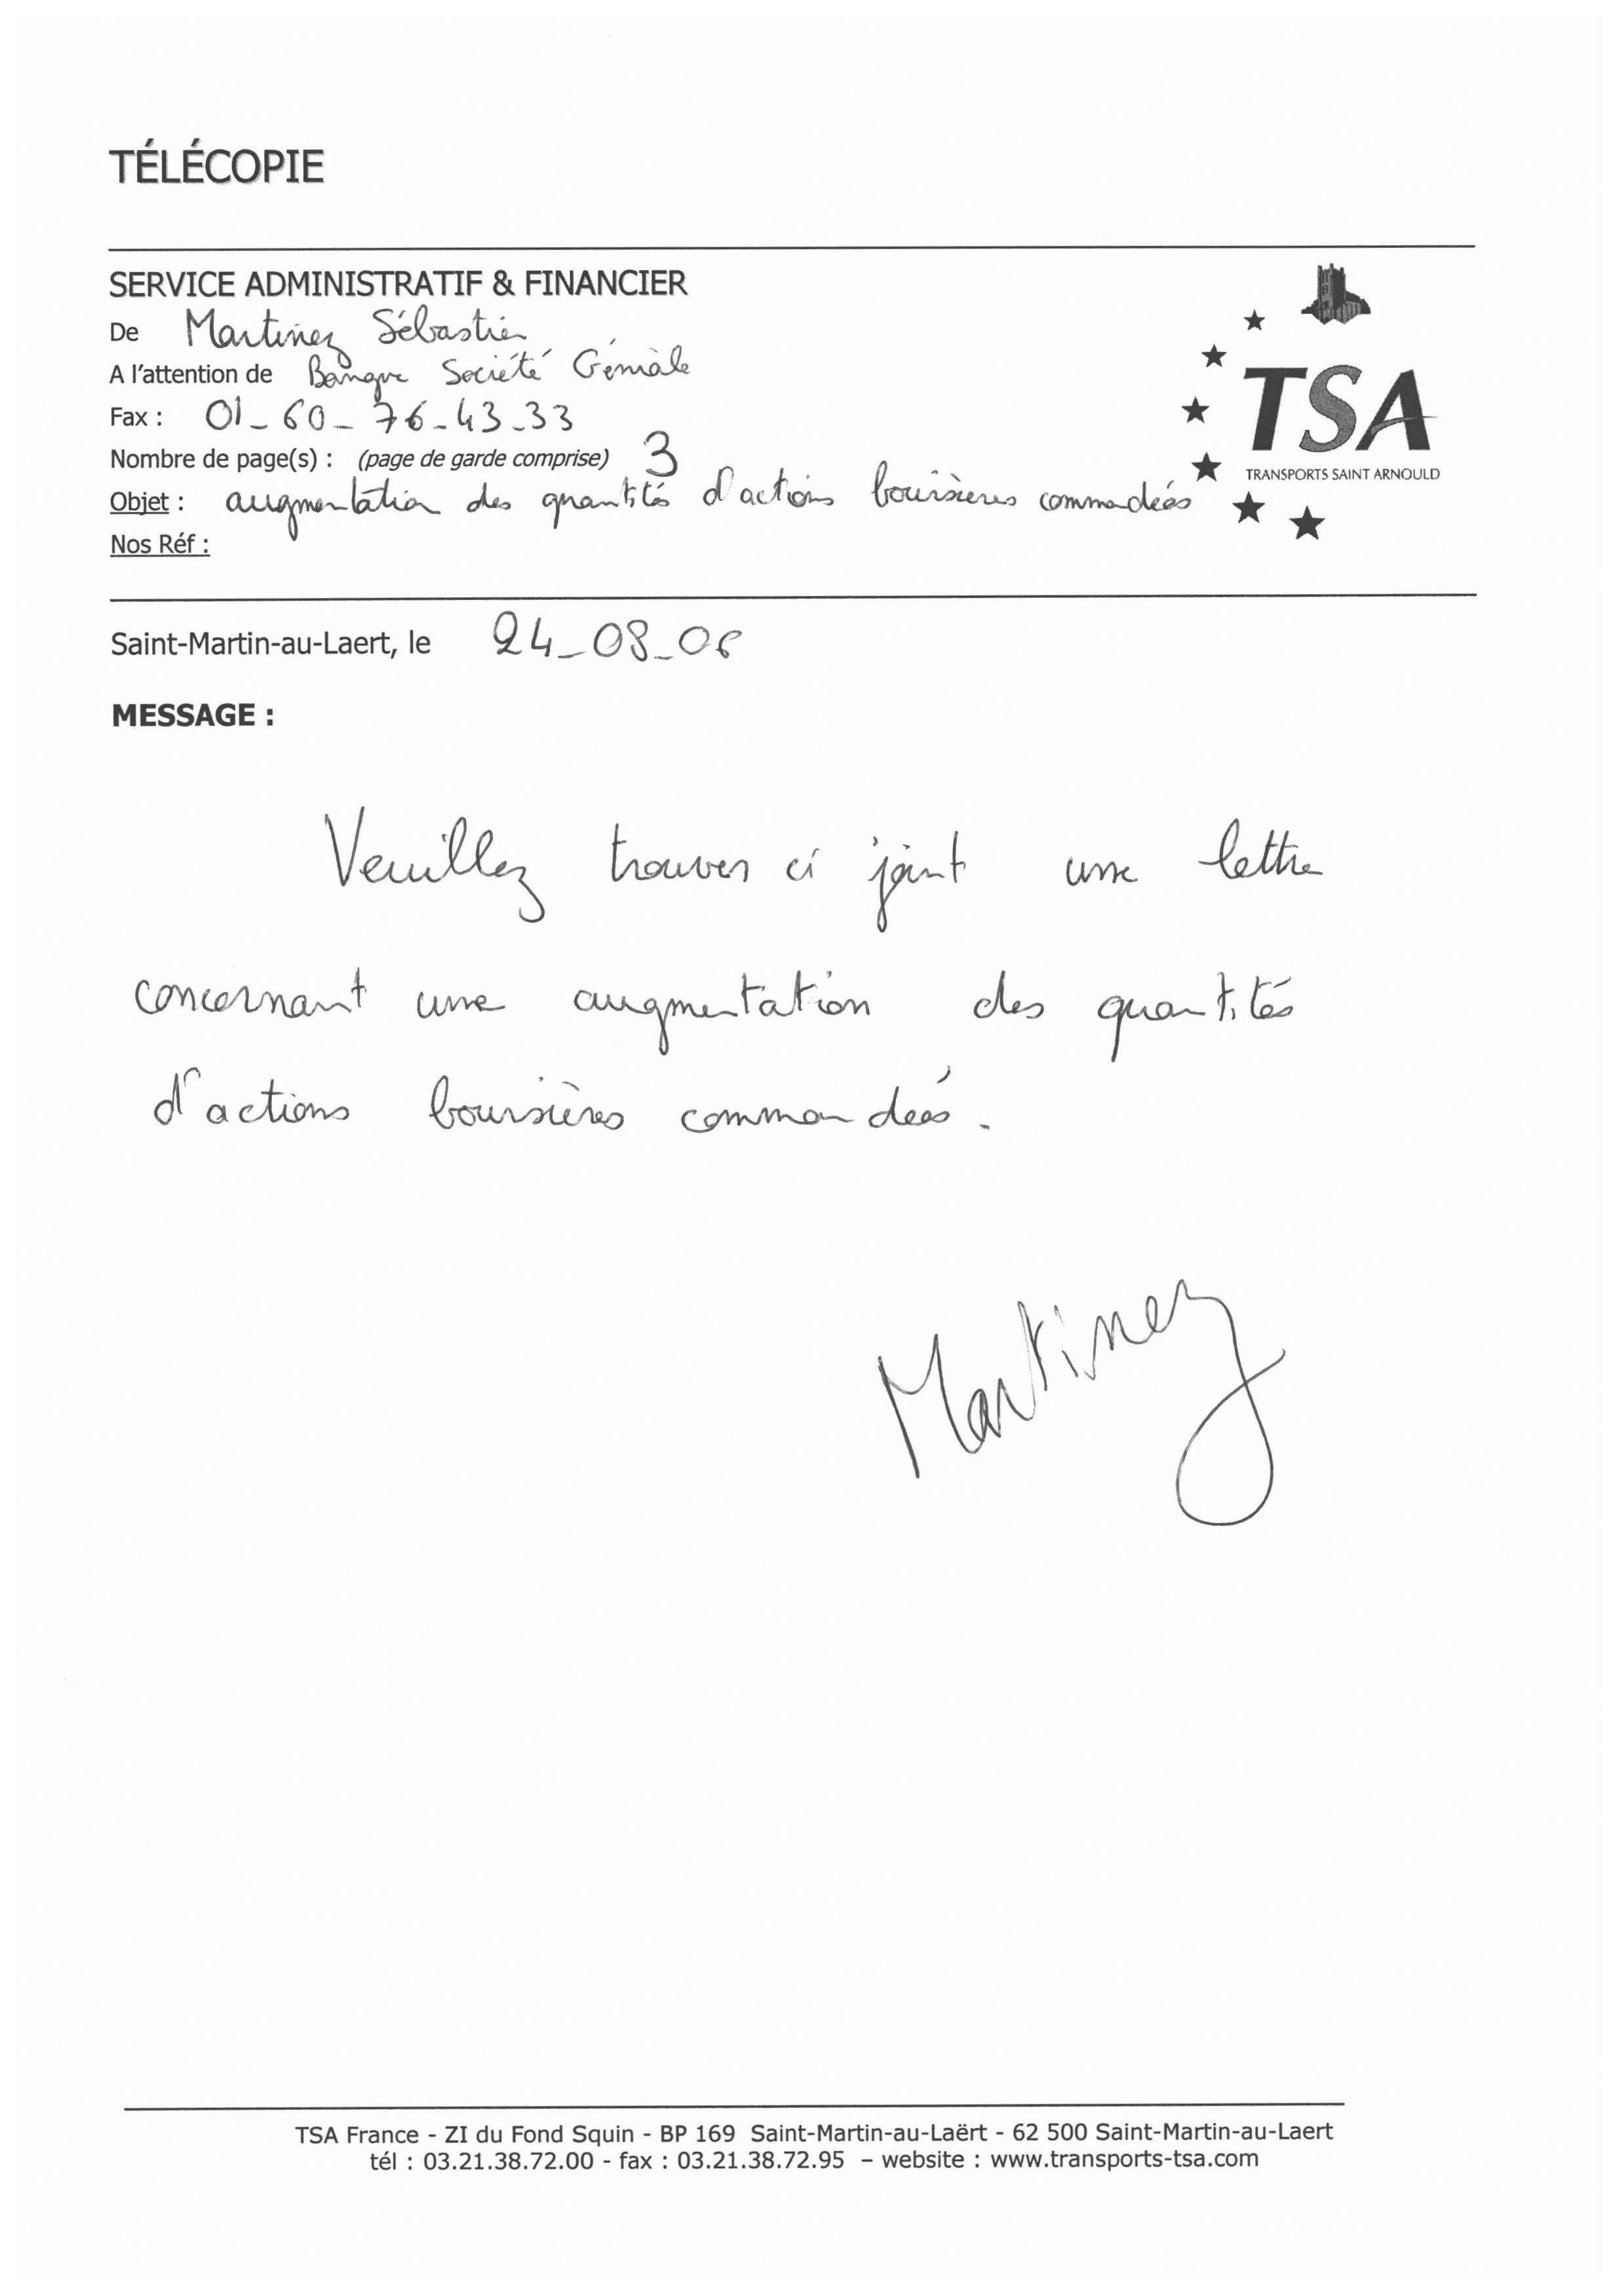 TÉLÉCOPIE
SERVICE ADMINISTRATIF & FINANCIER
De Martinez Sébastien
A l'attention de Banque Société Géniale
Fax : 01_60_76_43_33
Nombre de page(s) : (page de garde comprise) 3
Objet : augmentation des quantités d'actions boursières commandées
Nos Réf :
TSA
TRANSPORTS SAINT ARNOULD
Saint-Martin-au-Laert, le 24_08_06
MESSAGE :
Veuillez trouver ci joint une lettre
concernant une augmentation des quantités
d'actions boursières commandées.
Martinez
TSA France - ZI du Fond Squin - BP 169 Saint-Martin-au-Laërt - 62 500 Saint-Martin-au-Laert
tél : 03.21.38.72.00 - fax : 03.21.38.72.95 – website : www.transports-tsa.com